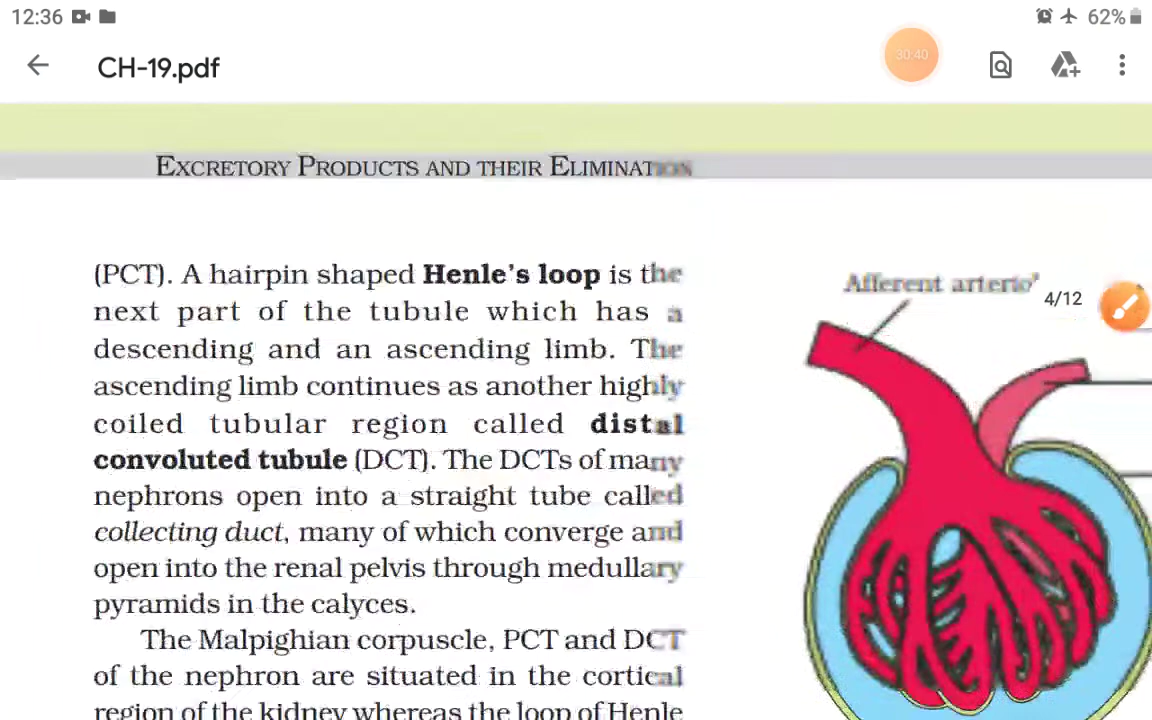 12:36
62%
CH-19.pdf
30:40
EXCRETORY PRODUCTS AND THEIR ELIMINATION
(PCT). A hairpin shaped Henle's loop is the
next part of the tubule which has a
descending and an ascending limb. The
ascending limb continues as another highly
coiled tubular region called distal
convoluted tubule (DCT). The DCTs of many
nephrons open into a straight tube called
collecting duct, many of which converge and
open into the renal pelvis through medullary
pyramids in the calyces.
The Malpighian corpuscle, PCT and DCT
of the nephron are situated in the cortical
region of the kidney whereas the loop of Henle
Afferent
4/12